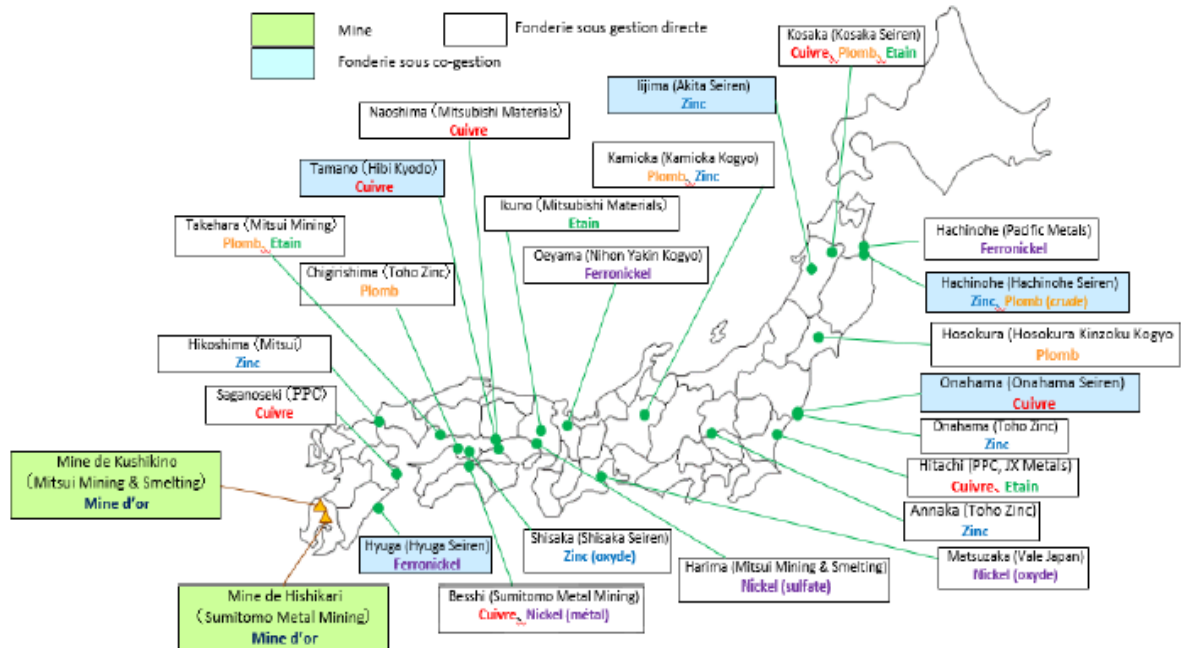 Mine
Fonderie sous gestion directe
Fonderie sous co-gestion
Kosaka (Kosaka Seiren)
Cuivre、Plomb、Etain
Iijima (Akita Seiren)
Zinc
Naoshima (Mitsubishi Materials)
Cuivre
Kamioka (Kamioka Kogyo)
Plomb、Zinc
Tamano (Hibi Kyodo)
Cuivre
Ikuno (Mitsubishi Materials)
Etain
Takehara (Mitsui Mining)
Plomb、Etain
Oeyama (Nihon Yakin Kogyo)
Ferronickel
Hachinohe (Pacific Metals)
Ferronickel
Chigirishima (Toho Zinc)
Plomb
Hachinohe (Hachinohe Seiren)
Zinc、Plomb (crude)
Hosokura (Hosokura Kinzoku Kogyo
Plomb
Hikoshima (Mitsui)
Zinc
Saganoseki (PPC)
Cuivre
Onahama (Onahama Seiren)
Cuivre
Onahama (Toho Zinc)
Zinc
Hitachi (PPC, JX Metals)
Cuivre、Etain
Mine de Kushikino
(Mitsui Mining & Smelting)
Mine d'or
Annaka (Toho Zinc)
Zinc
Hyuga (Hyuga Seiren)
Ferronickel
Shisaka (Shisaka Seiren)
Zinc (oxyde)
Harima (Mitsui Mining & Smelting)
Nickel (sulfate)
Matsuzaka (Vale Japan)
Nickel (oxyde)
Mine de Hishikari
(Sumitomo Metal Mining)
Mine d'or
Besshi (Sumitomo Metal Mining)
Cuivre、Nickel (métal)